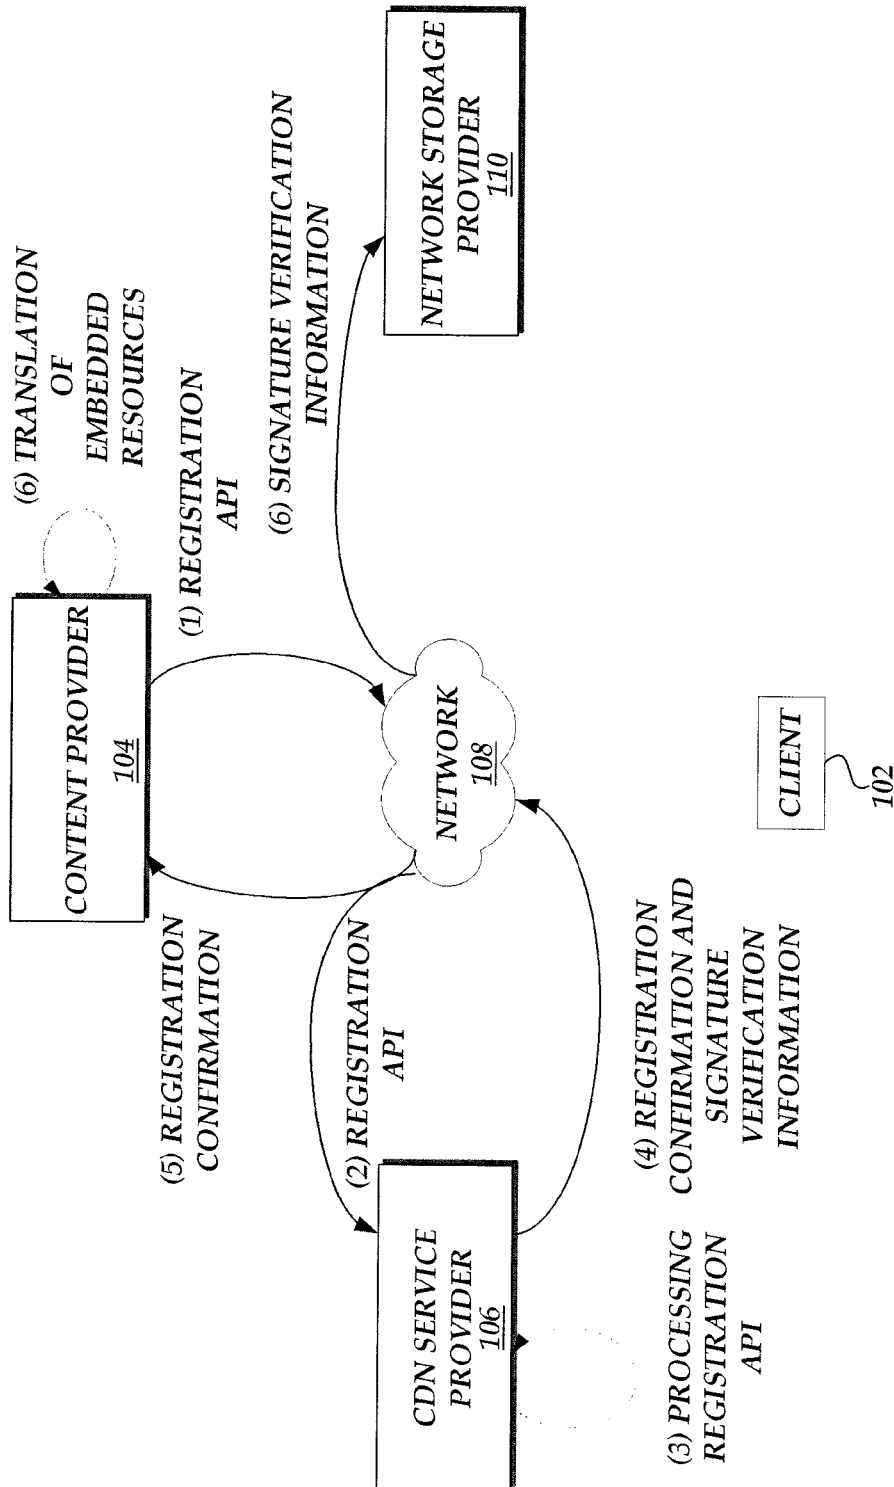 (6) TRANSLATION
OF
EMBEDDED
RESOURCES
CONTENT PROVIDER
104
(1) REGISTRATION
API
(5) REGISTRATION
CONFIRMATION
(6) SIGNATURE VERIFICATION
INFORMATION
(2) REGISTRATION
API
CDN SERVICE
PROVIDER
106
NETWORK
108
NETWORK STORAGE
PROVIDER
110
(3) PROCESSING
REGISTRATION
API
(4) REGISTRATION
CONFIRMATION AND
SIGNATURE
VERIFICATION
INFORMATION
CLIENT
102